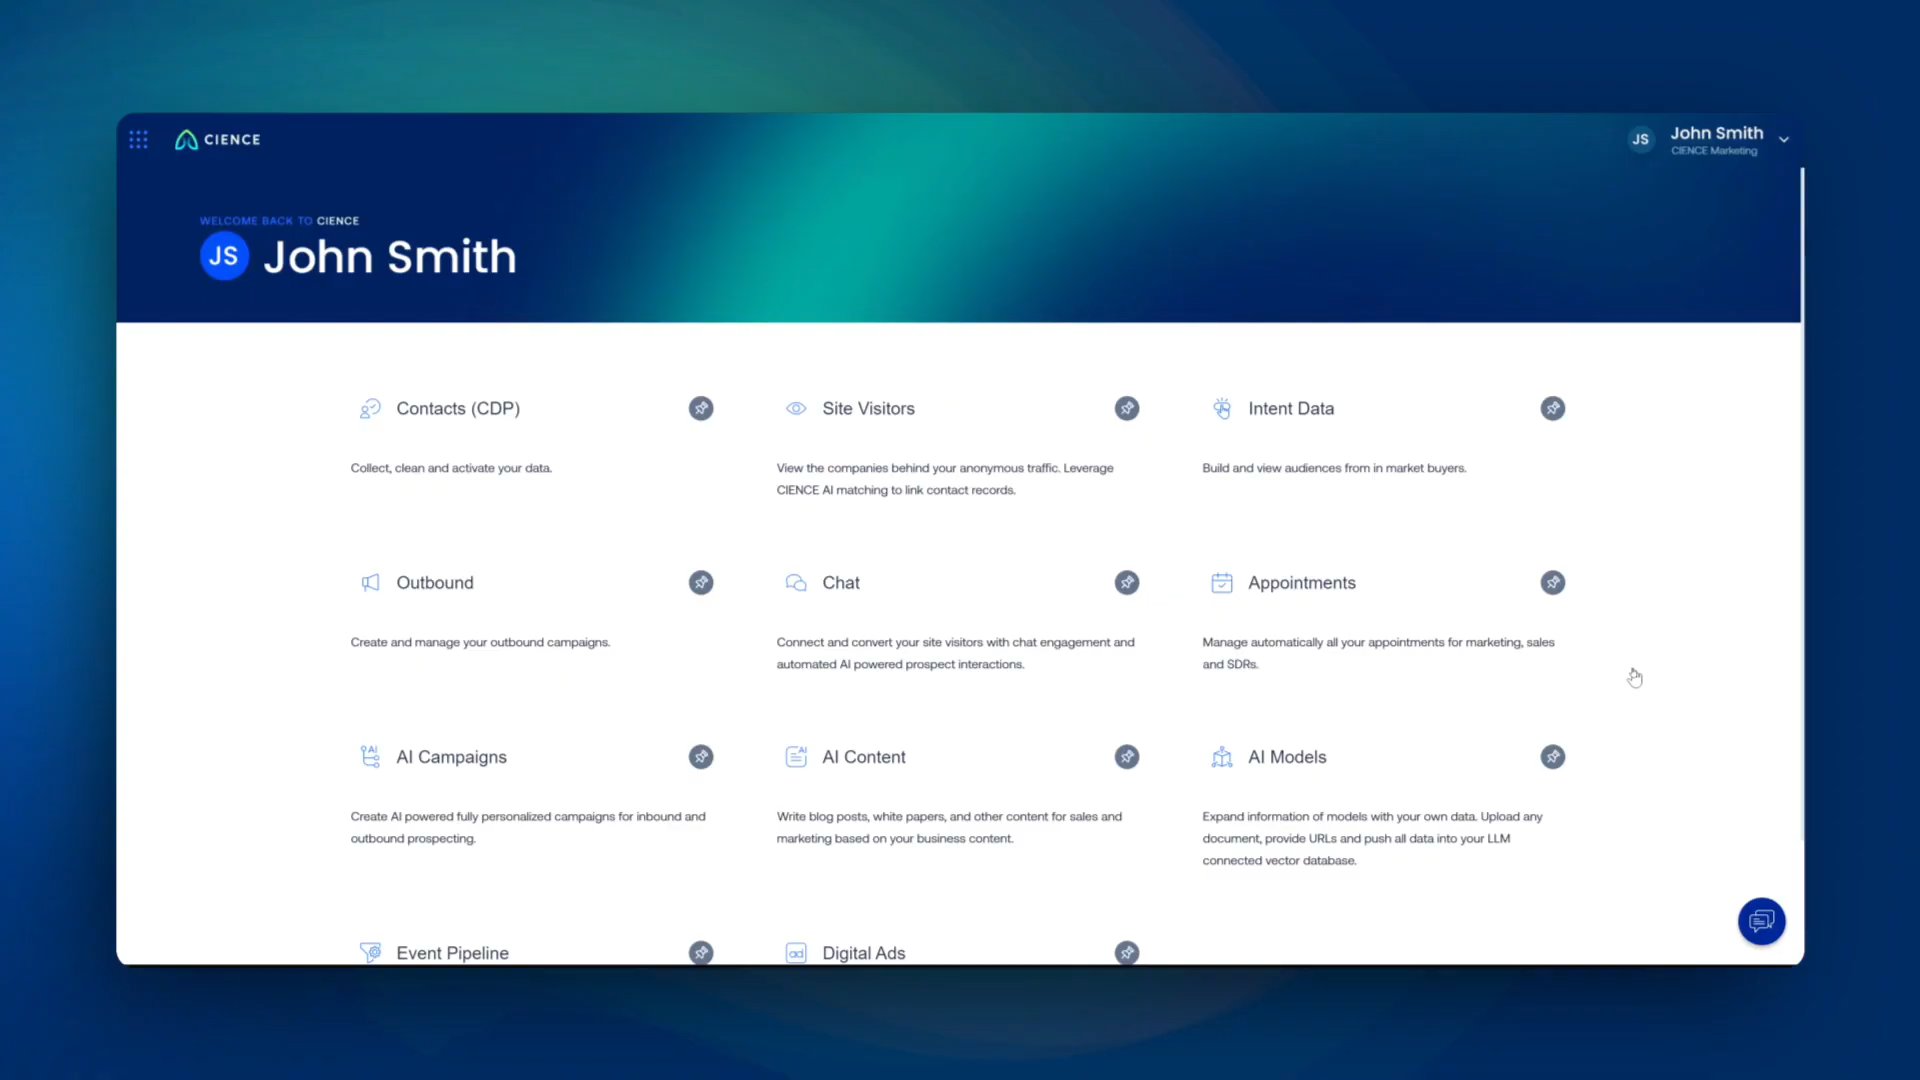 CIENCE
JS
John Smith
CIENCE Marketing
WELCOME BACK TO CIENCE
JS John Smith
Contacts (CDP)
Collect, clean and activate your data.
Site Visitors
View the companies behind your anonymous traffic. Leverage
CIENCE AI matching to link contact records.
Intent Data
Build and view audiences from in market buyers.
Outbound
Create and manage your outbound campaigns.
Chat
Connect and convert your site visitors with chat engagement and
automated AI powered prospect interactions.
Appointments
Manage automatically all your appointments for marketing, sales
and SDRs.
AI
AI Campaigns
Create AI powered fully personalized campaigns for inbound and
outbound prospecting.
AI
AI Content
Write blog posts, white papers, and other content for sales and
marketing based on your business content.
AI Models
Expand information of models with your own data. Upload any
document, provide URLs and push all data into your LLM
connected vector database.
Event Pipeline
ad
Digital Ads